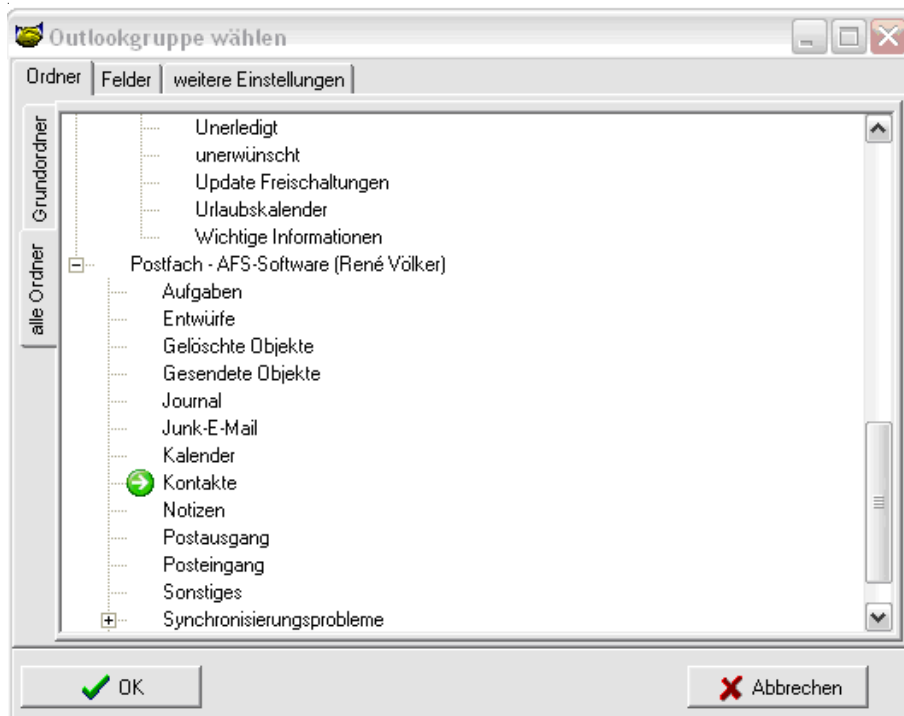 Outlookgruppe wählen
Ordner Felder weitere Einstellungen
Grundordner
alle Ordner
Unerledigt
unerwünscht
Update Freischaltungen
Urlaubskalender
Wichtige Informationen
Postfach - AFS-Software (René Völker)
Aufgaben
Entwürfe
Gelöschte Objekte
Gesendete Objekte
Journal
Junk-E-Mail
Kalender
Kontakte
Notizen
Postausgang
Posteingang
Sonstiges
Synchronisierungsprobleme
OK Abbrechen